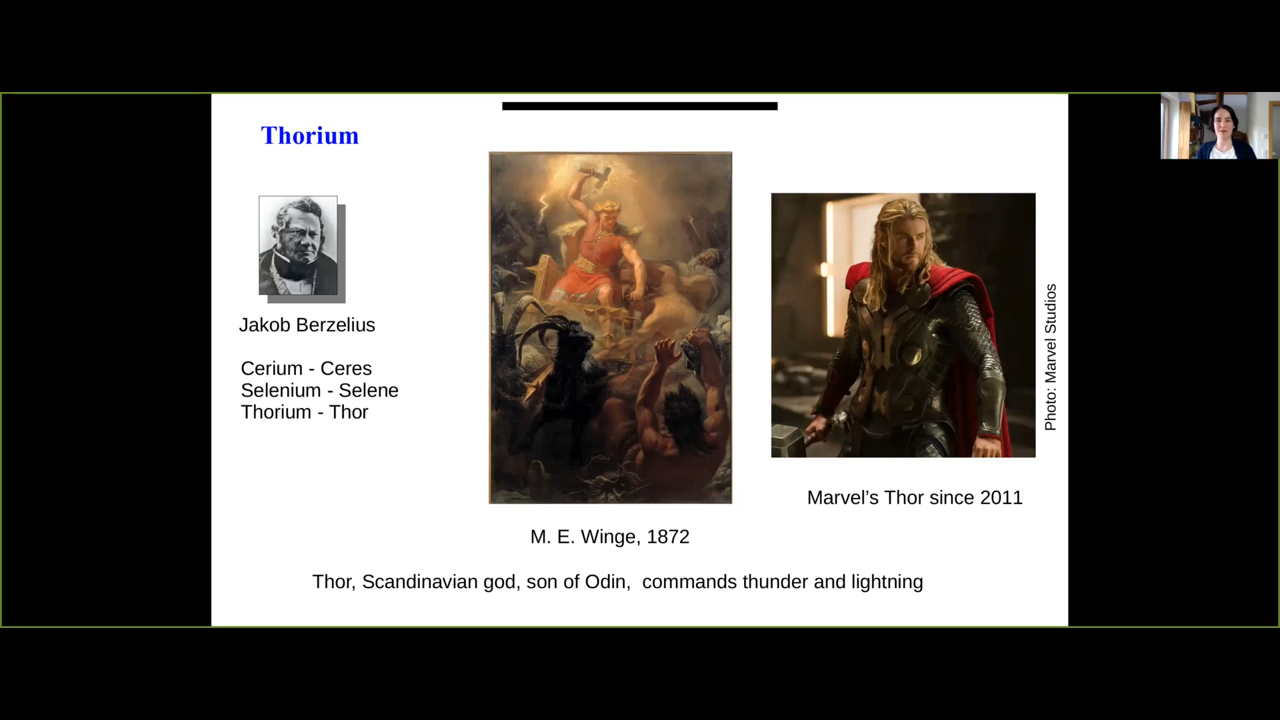 Thorium
Jakob Berzelius
Cerium - Ceres
Selenium - Selene
Thorium - Thor
M. E. Winge, 1872
Photo: Marvel Studios
Marvel’s Thor since 2011
Thor, Scandinavian god, son of Odin,  commands thunder and lightning